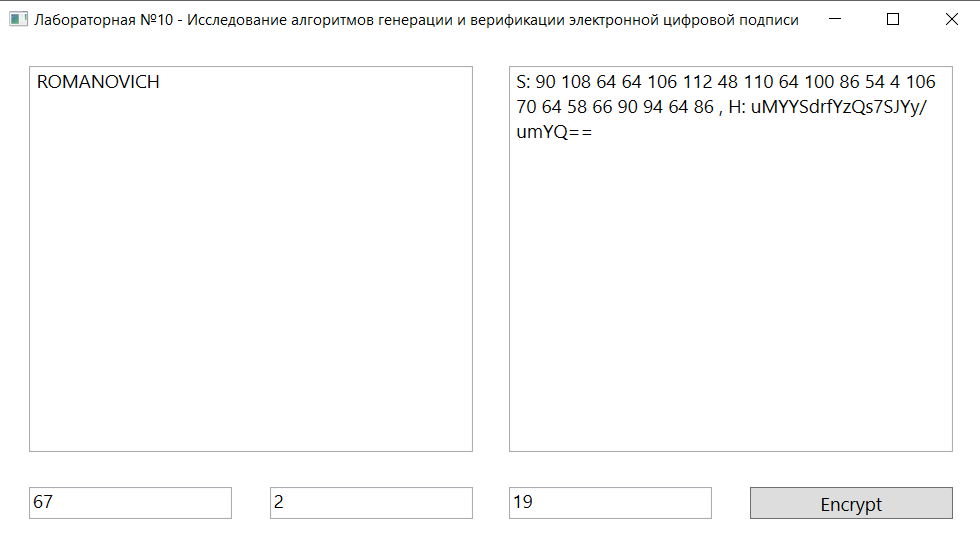 Лабораторная №10 - Исследование алгоритмов генерации и верификации электронной цифровой подписи
ROMANOVICH
S: 90 108 64 64 106 112 48 110 64 100 86 54 4 106
70 64 58 66 90 94 64 86 , H: uMYYSdrfYzQs7SJYy/
umYQ==
67
2
19
Encrypt